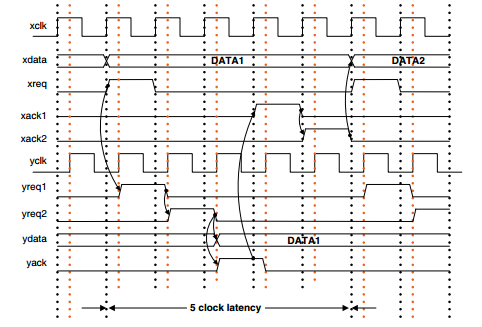 xclk
xdata DATA1 DATA2
xreq
xack1
xack2
yclk
yreq1
yreq2
ydata DATA1
yack
5 clock latency